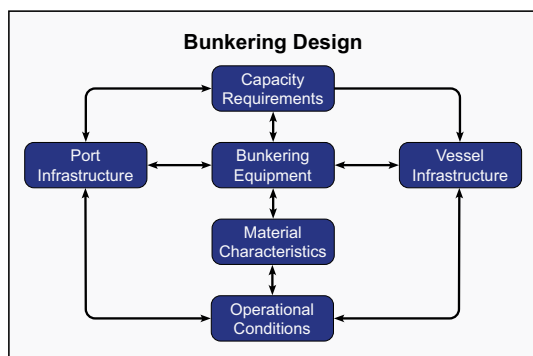 Bunkering Design
Capacity
Requirements
Port
Infrastructure
Bunkering
Equipment
Vessel
Infrastructure
Material
Characteristics
Operational
Conditions